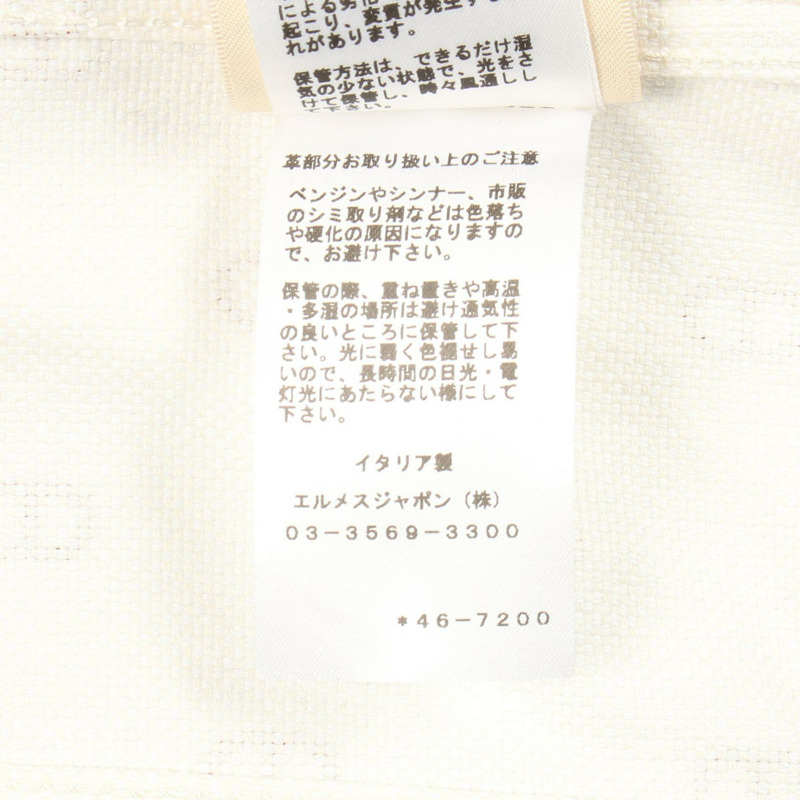 による劣化
起こり、変質が発生する
れがあります。
保管方法は、できるだけ湿
気の少ない状態で、光をさ
けて保管し、時々風通しし
て下さい。
革部分お取り扱い上のご注意
ベンジンやシンナー、市販
のシミ取り剤などは色落ち
や硬化の原因になりますの
で、お避け下さい。
保管の際、重ね置きや高温
・多湿の場所は避け通気性
の良いところに保管して下
さい。光に弱く色褪せし易
いので、長時間の日光・電
灯光にあたらない様にして
下さい。
イタリア製
エルメスジャポン（株）
03－3569－3300
＊46－7200